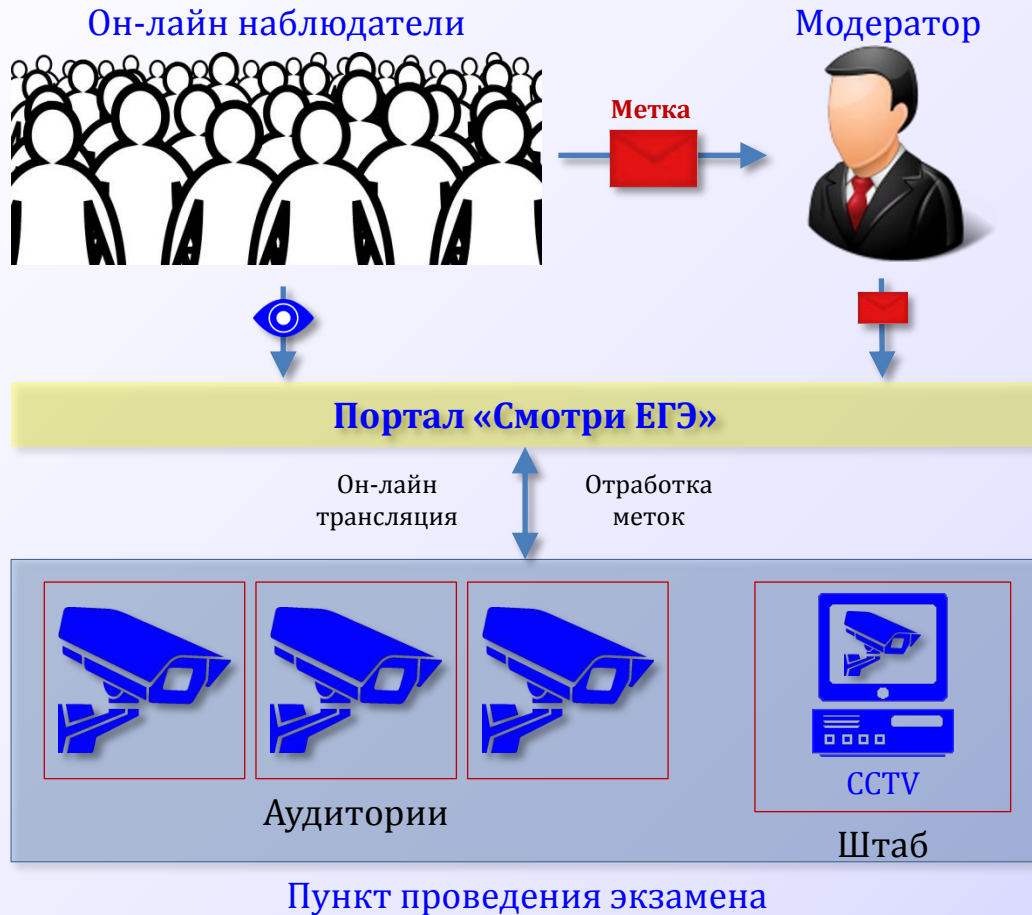 Он-лайн наблюдатели
Модератор
Метка
Портал «Смотри ЕГЭ»
Он-лайн
трансляция
Отработка
меток
CCTV
Аудитории
Штаб
Пункт проведения экзамена